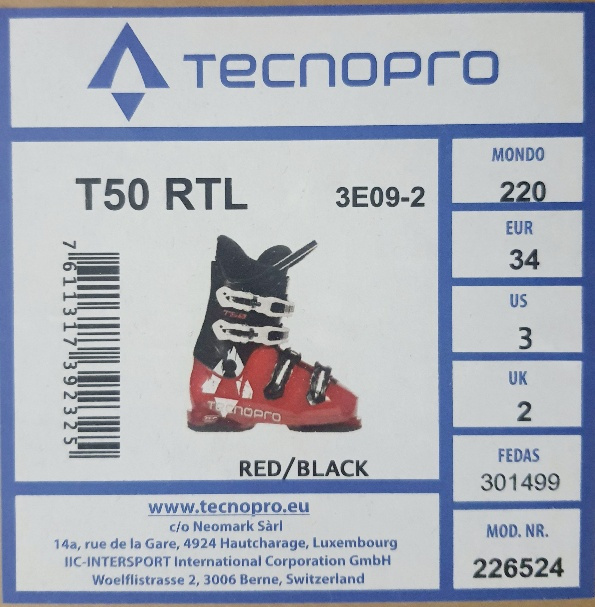 TECNOPRO
T50 RTL
3E09-2
7611317392325
T50
TECNOPRO
RED/BLACK
MONDO
220
EUR
34
US
3
UK
2
FEDAS
301499
MOD. NR.
226524
www.tecnopro.eu
c/o Neomark Sàrl
14a, rue de la Gare, 4924 Hautcharage, Luxembourg
IIC-INTERSPORT International Corporation GmbH
Woelflistrasse 2, 3006 Berne, Switzerland